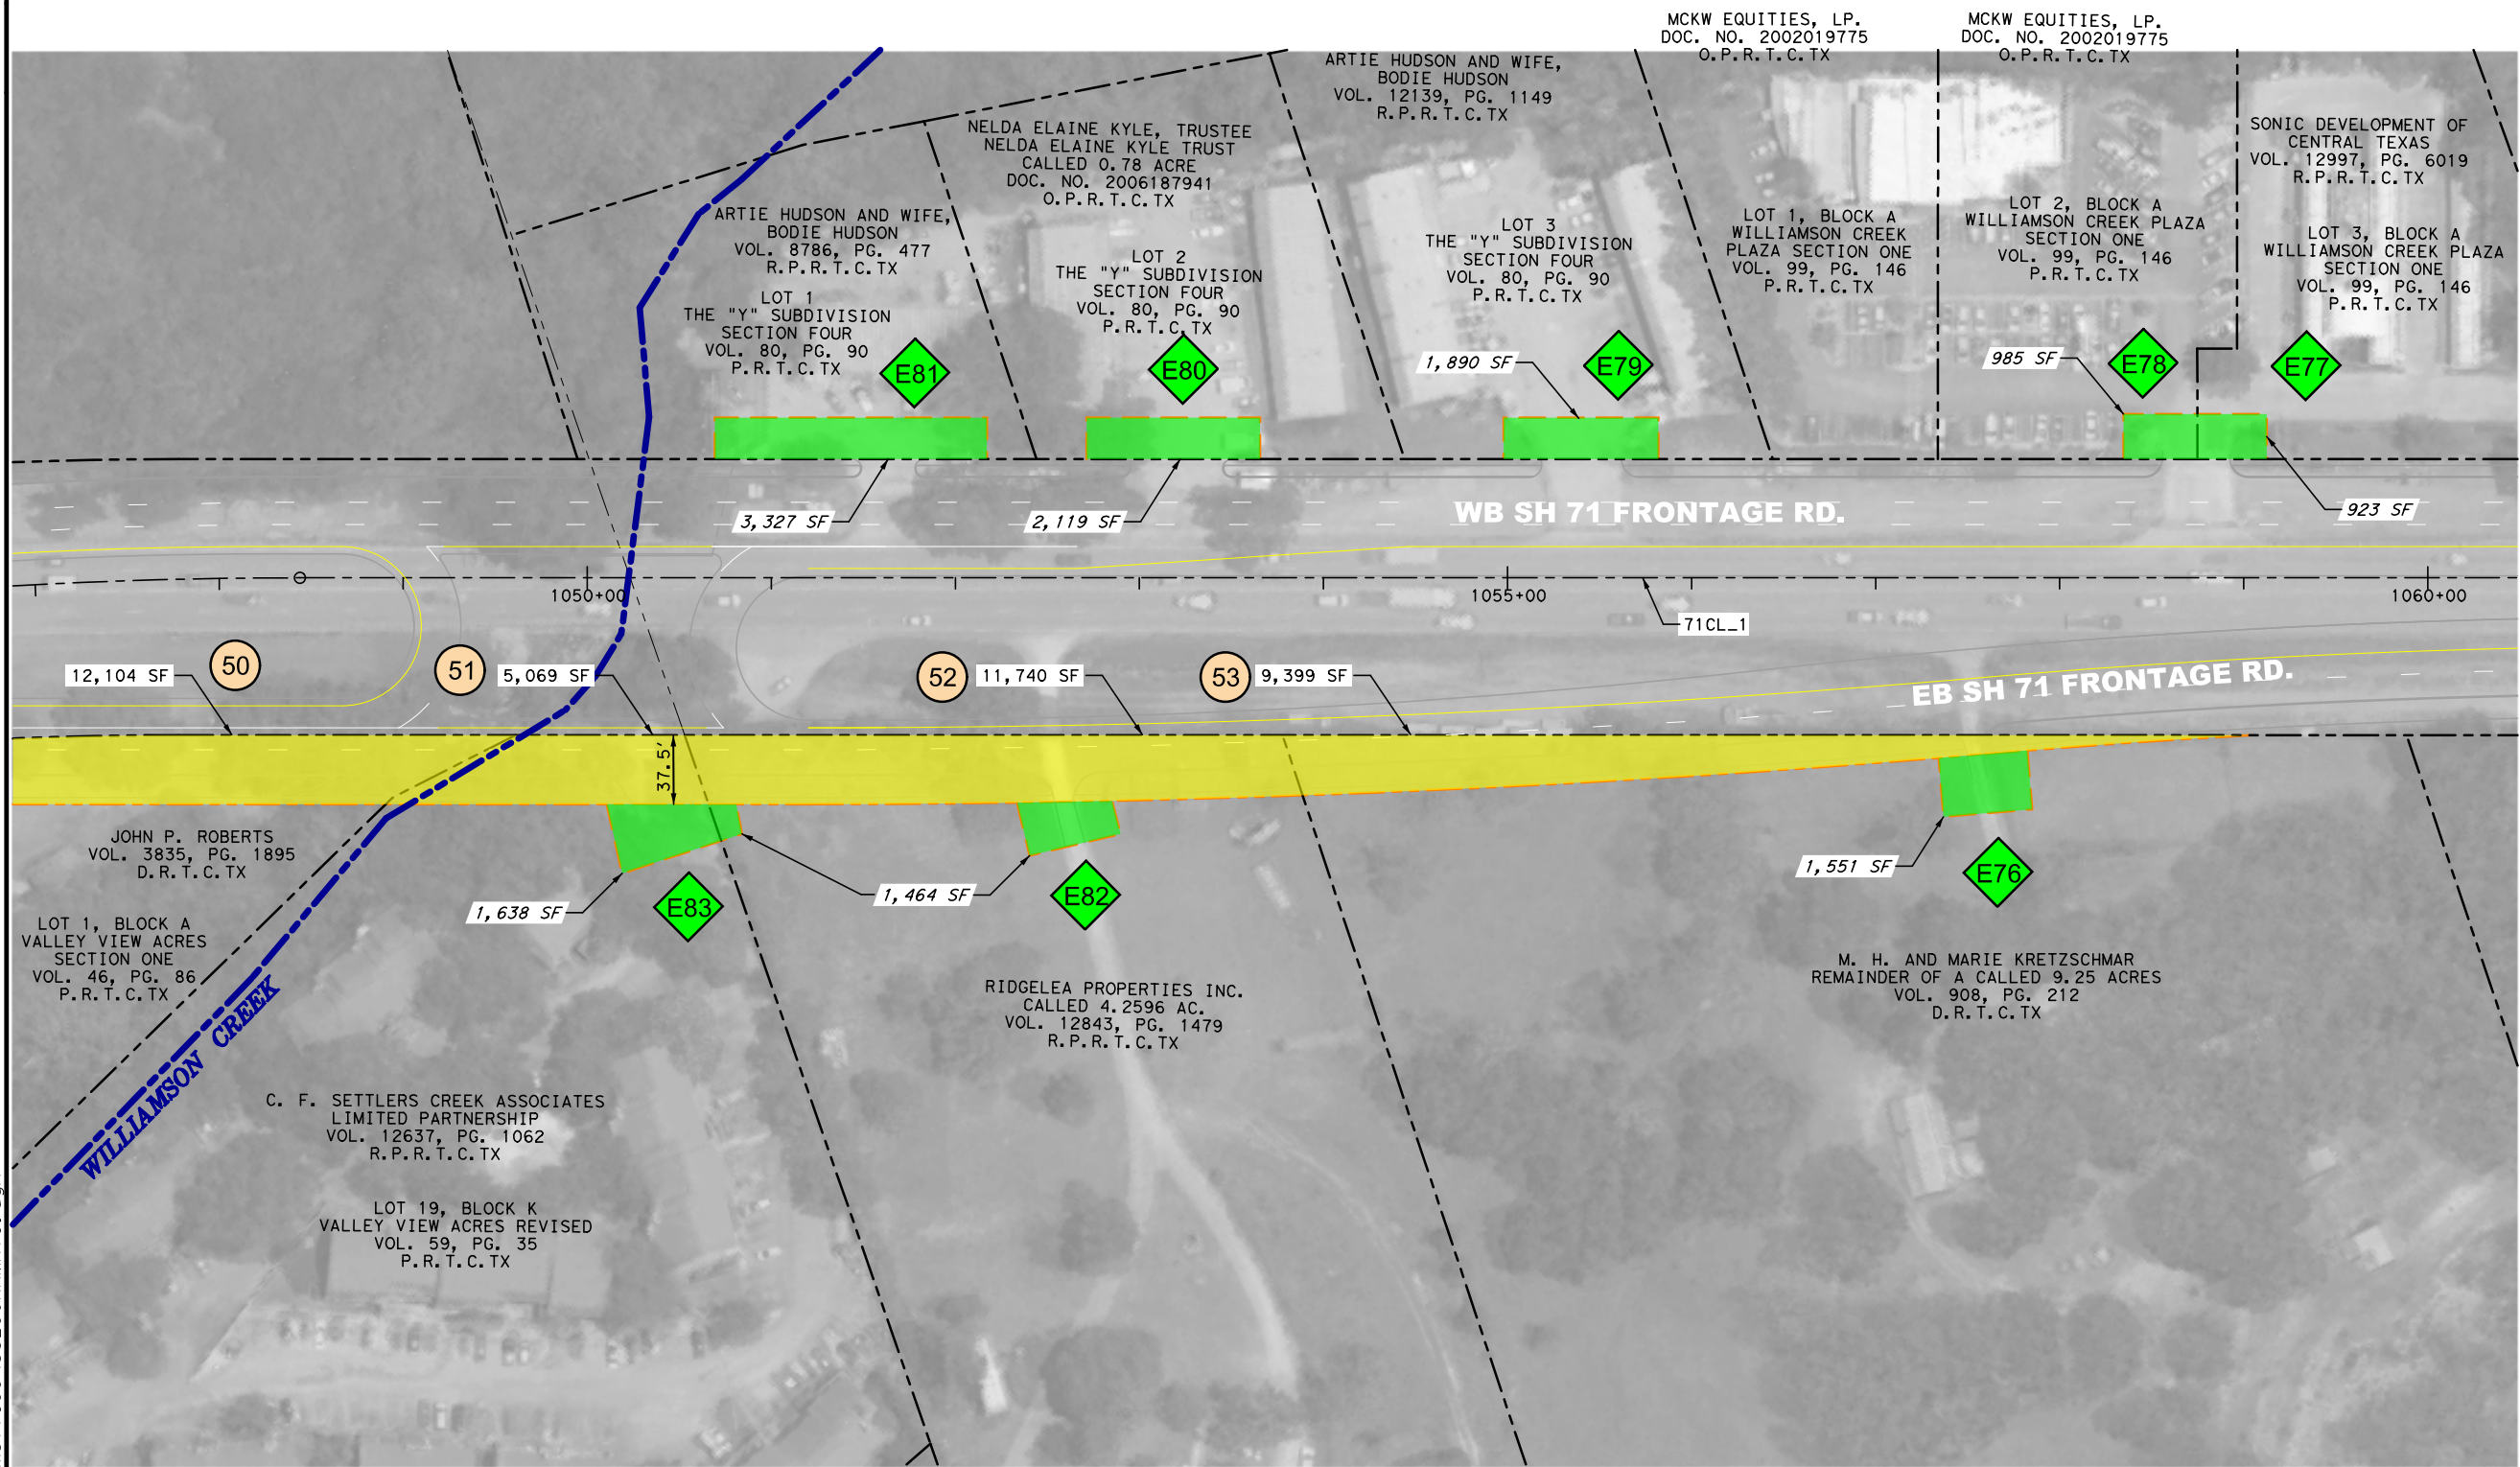 MCKW EQUITIES, LP.
DOC. NO. 2002019775
O.P.R.T.C.TX
MCKW EQUITIES, LP.
DOC. NO. 2002019775
O.P.R.T.C.TX
ARTIE HUDSON AND WIFE,
BODIE HUDSON
VOL. 12139, PG. 1149
R.P.R.T.C.TX
NELDA ELAINE KYLE, TRUSTEE
NELDA ELAINE KYLE TRUST
CALLED 0.78 ACRE
DOC. NO. 2006187941
O.P.R.T.C.TX
SONIC DEVELOPMENT OF
CENTRAL TEXAS
VOL. 12997, PG. 6019
R.P.R.T.C.TX
ARTIE HUDSON AND WIFE,
BODIE HUDSON
VOL. 8786, PG. 477
R.P.R.T.C.TX
LOT 1
THE "Y" SUBDIVISION
SECTION FOUR
VOL. 80, PG. 90
P.R.T.C.TX
LOT 2
THE "Y" SUBDIVISION
SECTION FOUR
VOL. 80, PG. 90
P.R.T.C.TX
LOT 3
THE "Y" SUBDIVISION
SECTION FOUR
VOL. 80, PG. 90
P.R.T.C.TX
LOT 1, BLOCK A
WILLIAMSON CREEK
PLAZA SECTION ONE
VOL. 99, PG. 146
P.R.T.C.TX
LOT 2, BLOCK A
WILLIAMSON CREEK PLAZA
SECTION ONE
VOL. 99, PG. 146
P.R.T.C.TX
LOT 3, BLOCK A
WILLIAMSON CREEK PLAZA
SECTION ONE
VOL. 99, PG. 146
P.R.T.C.TX
E81
E80
1,890 SF
E79
985 SF
E78
E77
3,327 SF
2,119 SF
WB SH 71 FRONTAGE RD.
923 SF
1050+00
1055+00
1060+00
71CL_1
12,104 SF
50
51
5,069 SF
52
11,740 SF
53
9,399 SF
EB SH 71 FRONTAGE RD.
37.5'
JOHN P. ROBERTS
VOL. 3835, PG. 1895
D.R.T.C.TX
1,638 SF
E83
1,464 SF
E82
1,551 SF
E76
LOT 1, BLOCK A
VALLEY VIEW ACRES
SECTION ONE
VOL. 46, PG. 86
P.R.T.C.TX
WILLIAMSON CREEK
RIDGELEA PROPERTIES INC.
CALLED 4.2596 AC.
VOL. 12843, PG. 1479
R.P.R.T.C.TX
M. H. AND MARIE KRETZSCHMAR
REMAINDER OF A CALLED 9.25 ACRES
VOL. 908, PG. 212
D.R.T.C.TX
C. F. SETTLERS CREEK ASSOCIATES
LIMITED PARTNERSHIP
VOL. 12637, PG. 1062
R.P.R.T.C.TX
LOT 19, BLOCK K
VALLEY VIEW ACRES REVISED
VOL. 59, PG. 35
P.R.T.C.TX